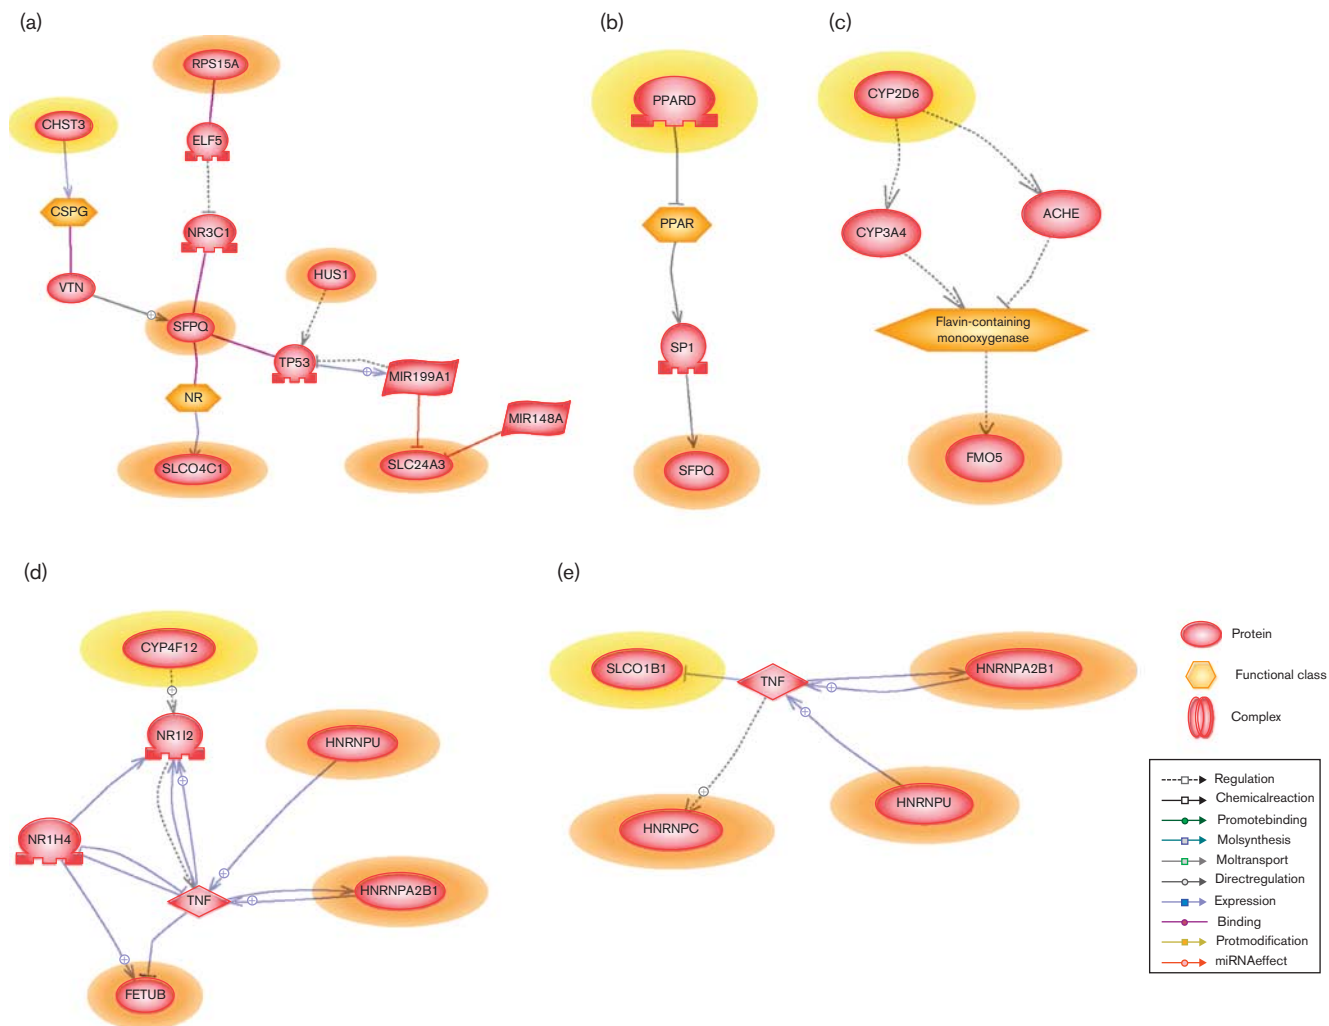 (a)
RPS15A
CHST3
ELF5
CSPG
NR3C1
HUS1
VTN
SFPQ
TP53
MIR199A1
NR
MIR148A
SLCO4C1
SLC24A3
(b)
PPARD
PPAR
SP1
SFPQ
(c)
CYP2D6
ACHE
CYP3A4
Flavin-containing
monooxygenase
FMO5
(d)
CYP4F12
NR1I2
HNRNPU
NR1H4
HNRNPA2B1
TNF
FETUB
(e)
SLCO1B1
TNF
HNRNPA2B1
HNRNPC
HNRNPU
Protein
Functional class
Complex
Regulation
Chemicalreaction
Promotebinding
Molsynthesis
Moltransport
Directregulation
Expression
Binding
Protmodification
miRNAeffect